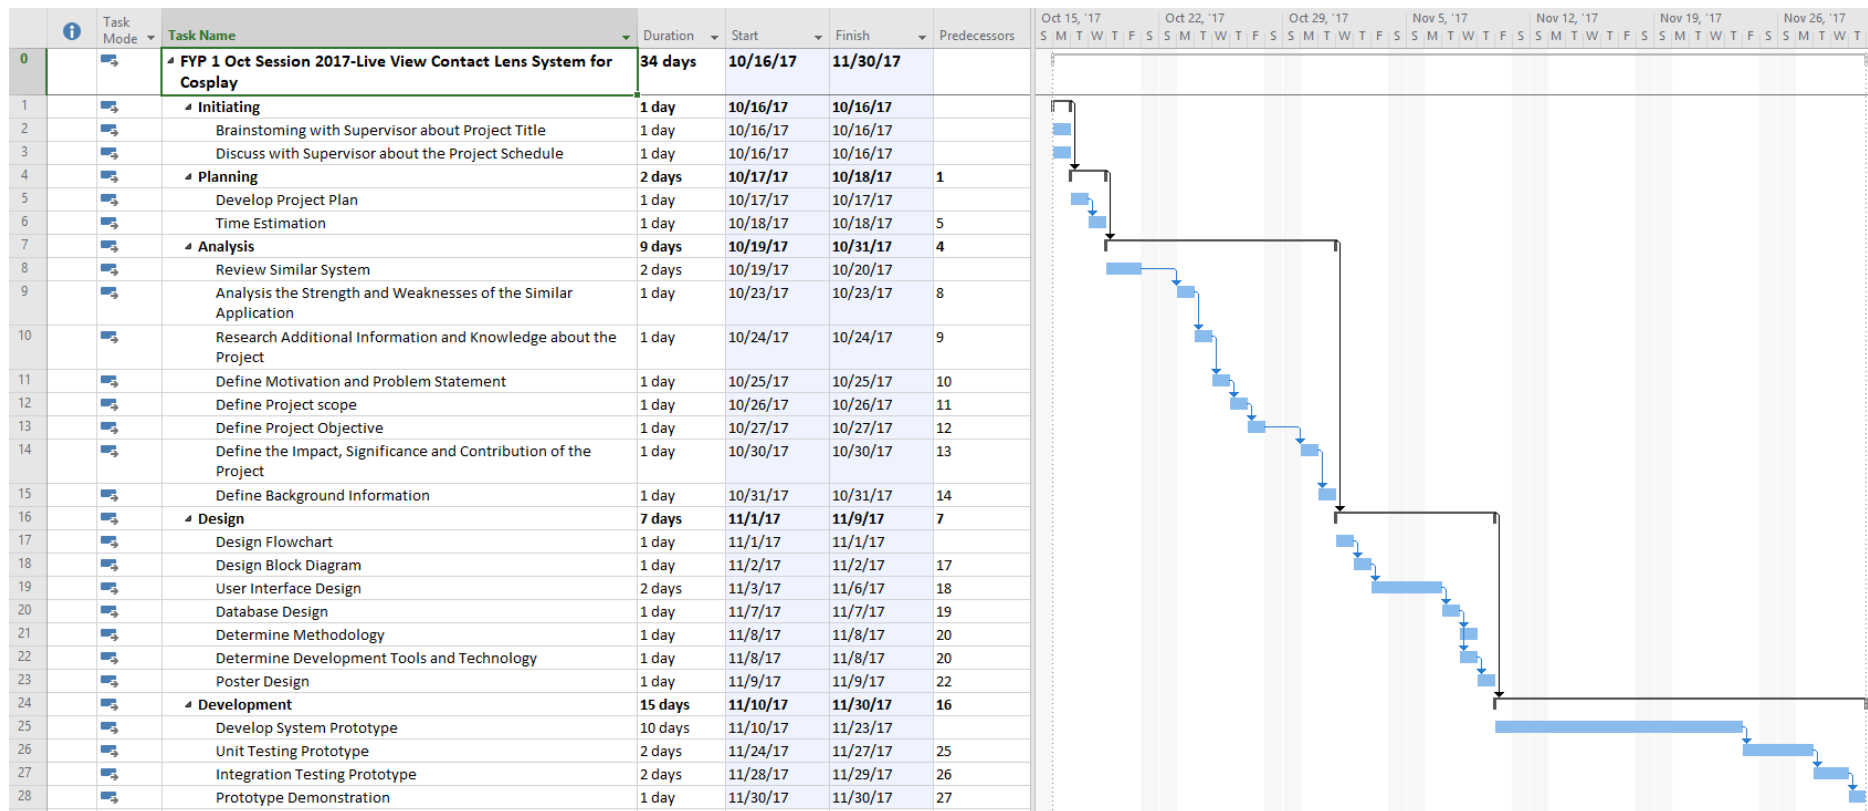 Oct 15, '17 Oct 22, '17 Oct 29, '17 Nov 5, '17 Nov 12, '17 Nov 19, '17 Nov 26, '17
Task
Mode Task Name Duration Start Finish Predecessors S M T W T F S S M T W T F S S M T W T F S S M T W T F S S M T W T F S S M T W T F S S M T W T
0 FYP 1 Oct Session 2017-Live View Contact Lens System for 34 days 10/16/17 11/30/17
Cosplay
1 Initiating 1 day 10/16/17 10/16/17
2 Brainstoming with Supervisor about Project Title 1 day 10/16/17 10/16/17
3 Discuss with Supervisor about the Project Schedule 1 day 10/16/17 10/16/17
4 Planning 2 days 10/17/17 10/18/17 1
5 Develop Project Plan 1 day 10/17/17 10/17/17
6 Time Estimation 1 day 10/18/17 10/18/17 5
7 Analysis 9 days 10/19/17 10/31/17 4
8 Review Similar System 2 days 10/19/17 10/20/17
9 Analysis the Strength and Weaknesses of the Similar 1 day 10/23/17 10/23/17 8
Application
10 Research Additional Information and Knowledge about the 1 day 10/24/17 10/24/17 9
Project
11 Define Motivation and Problem Statement 1 day 10/25/17 10/25/17 10
12 Define Project scope 1 day 10/26/17 10/26/17 11
13 Define Project Objective 1 day 10/27/17 10/27/17 12
14 Define the Impact, Significance and Contribution of the 1 day 10/30/17 10/30/17 13
Project
15 Define Background Information 1 day 10/31/17 10/31/17 14
16 Design 7 days 11/1/17 11/9/17 7
17 Design Flowchart 1 day 11/1/17 11/1/17
18 Design Block Diagram 1 day 11/2/17 11/2/17 17
19 User Interface Design 2 days 11/3/17 11/6/17 18
20 Database Design 1 day 11/7/17 11/7/17 19
21 Determine Methodology 1 day 11/8/17 11/8/17 20
22 Determine Development Tools and Technology 1 day 11/8/17 11/8/17 20
23 Poster Design 1 day 11/9/17 11/9/17 22
24 Development 15 days 11/10/17 11/30/17 16
25 Develop System Prototype 10 days 11/10/17 11/23/17
26 Unit Testing Prototype 2 days 11/24/17 11/27/17 25
27 Integration Testing Prototype 2 days 11/28/17 11/29/17 26
28 Prototype Demonstration 1 day 11/30/17 11/30/17 27